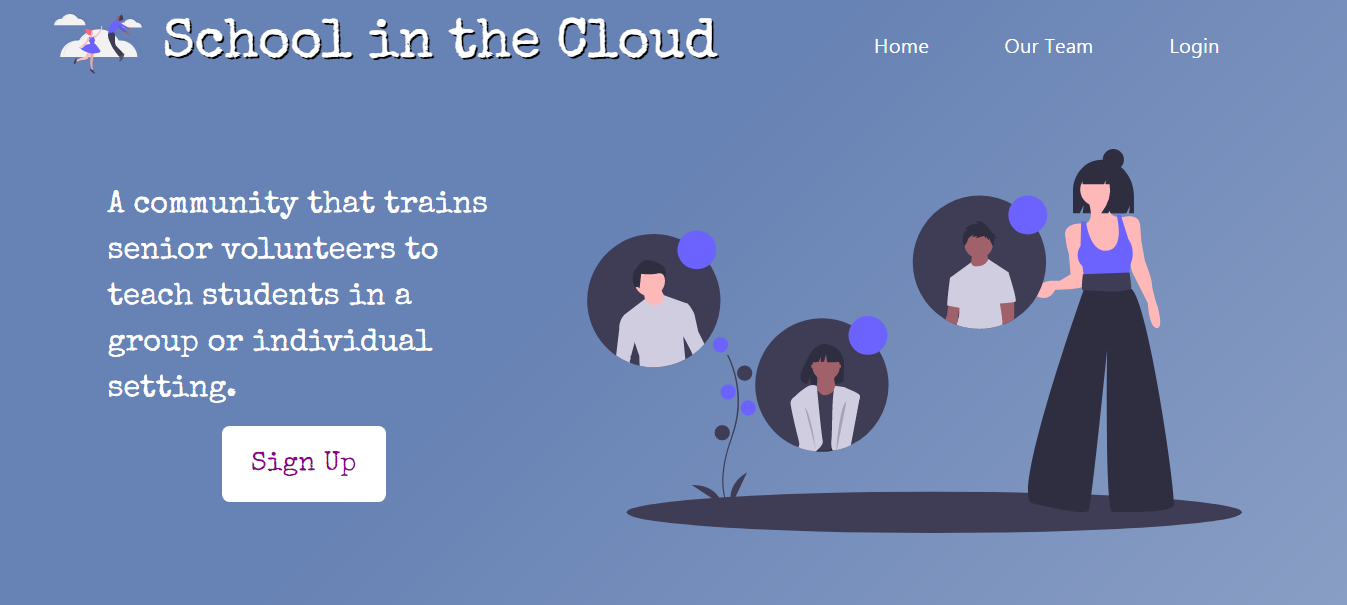 School in the Cloud
Home
Our Team
Login
A community that trains
senior volunteers to
teach students in a
group or individual
setting.
Sign Up